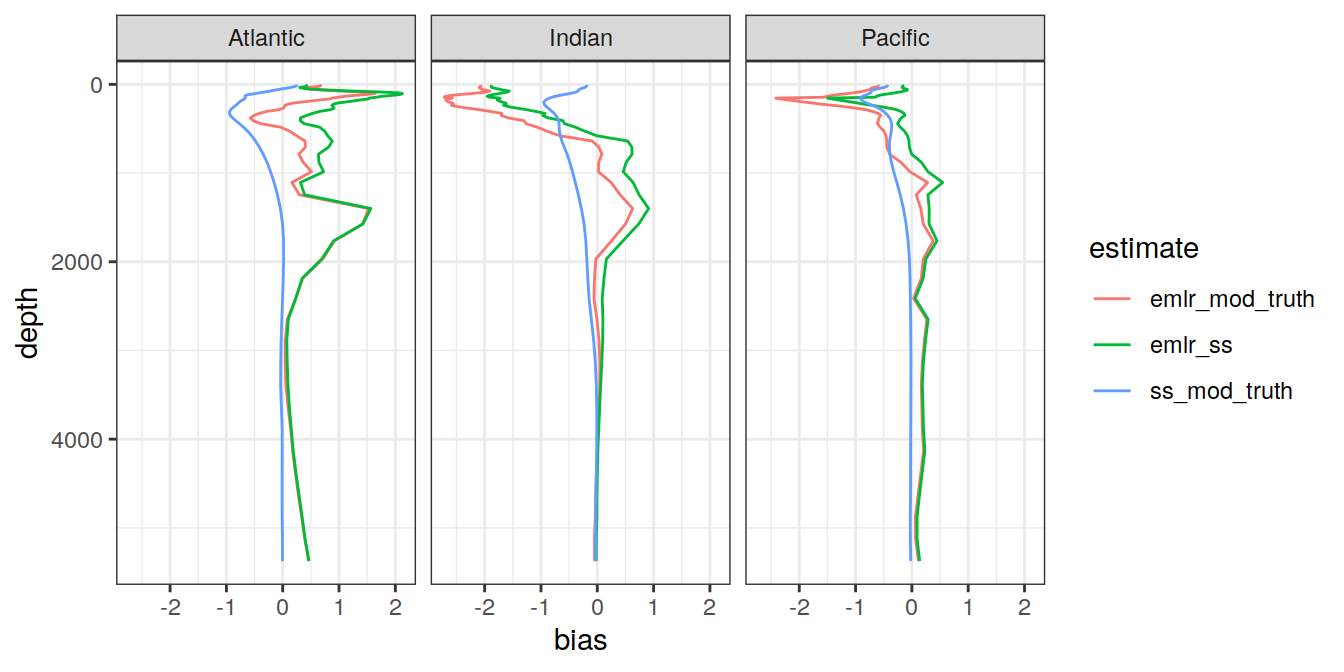 Atlantic Indian Pacific
0
2000
4000
depth
-2 -1 0 1 2 -2 -1 0 1 2 -2 -1 0 1 2
bias
estimate
emlr_mod_truth
emlr_ss
ss_mod_truth